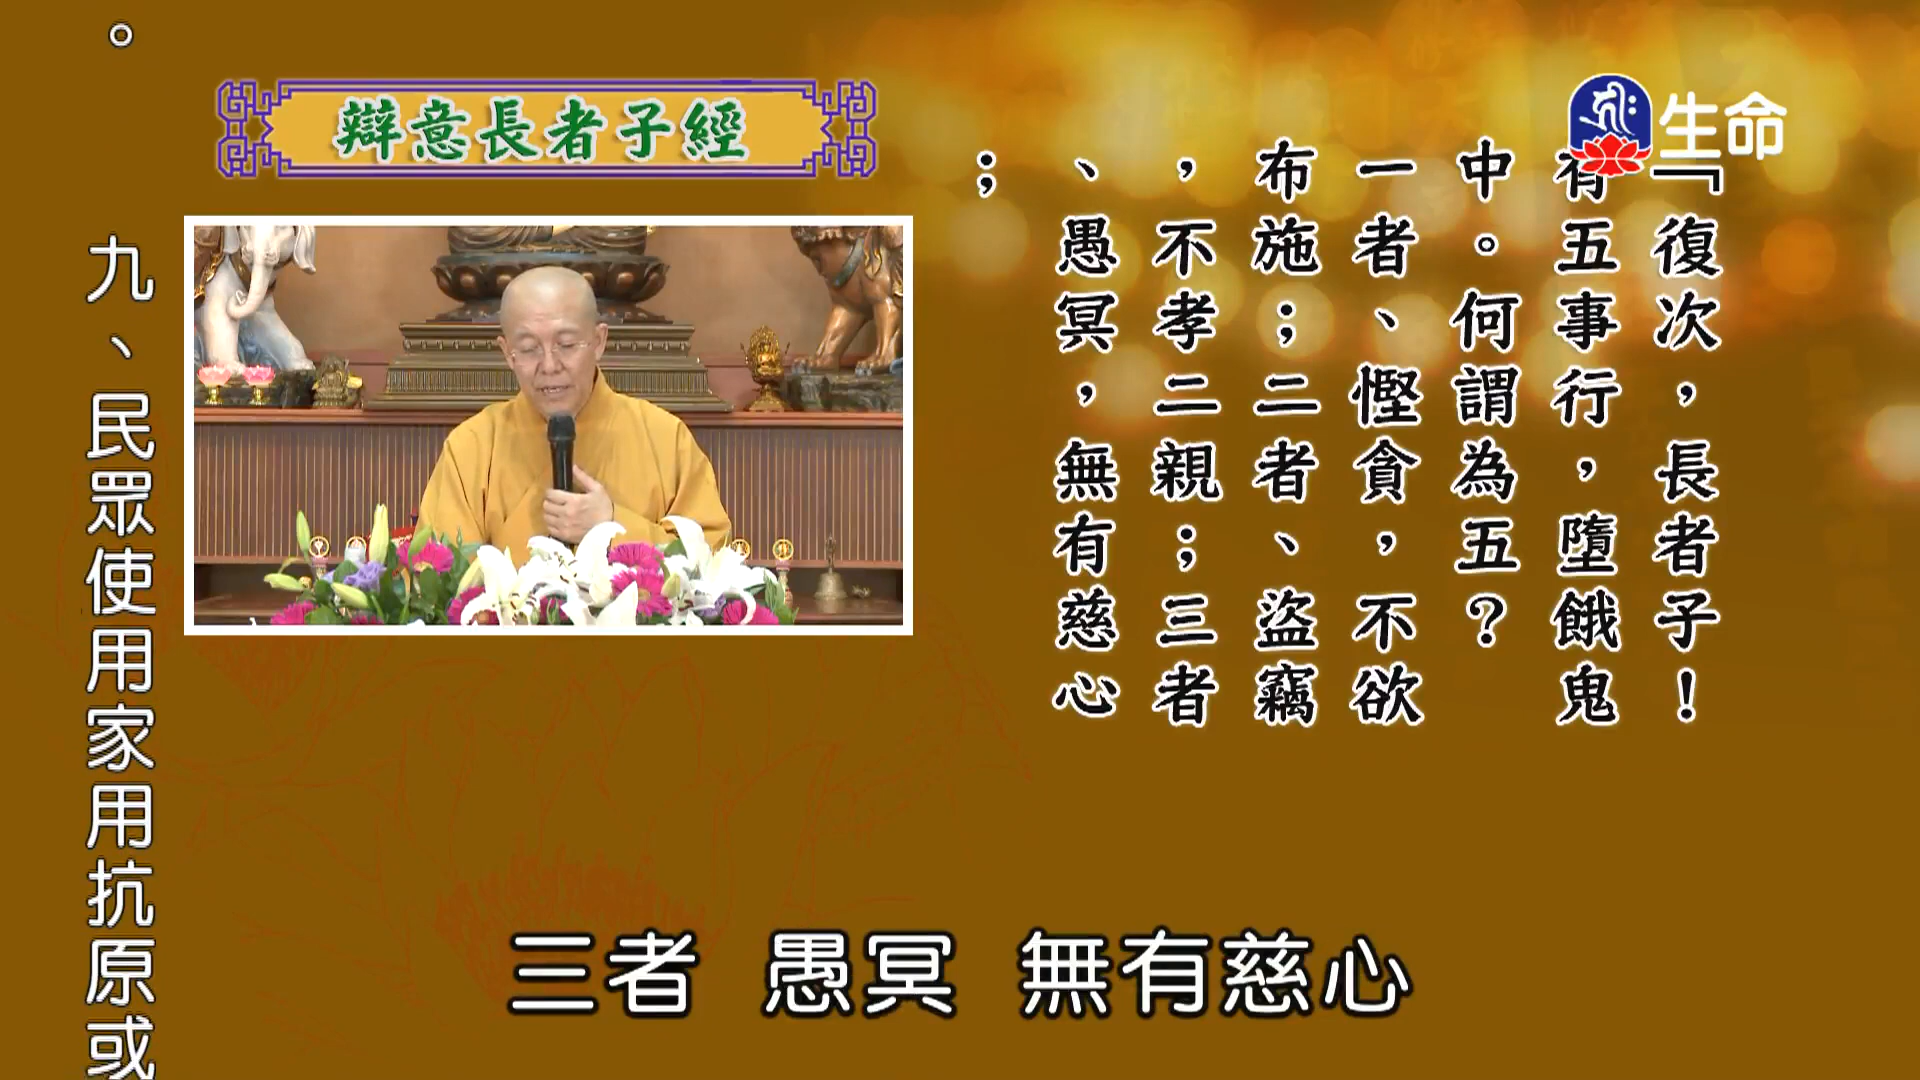 辯意長者子經
生命
「復次，長者子！
有五事行，墮餓鬼
中。何謂為五？
一者、慳貪，不欲
布施；二者、盜竊
，不孝二親；三者
、愚冥，無有慈心
；
。　九、民眾使用家用抗原或
三者 愚冥 無有慈心